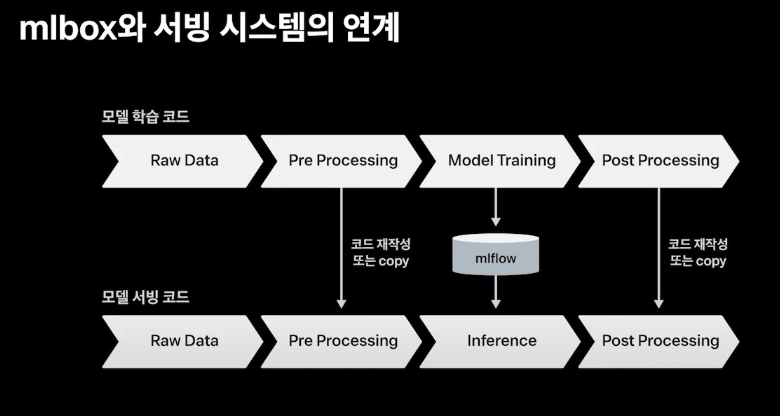 mlbox와 서빙 시스템의 연계
모델 학습 코드
Raw Data
Pre Processing
Model Training
Post Processing
코드 재작성
또는 copy
mlflow
코드 재작성
또는 copy
모델 서빙 코드
Raw Data
Pre Processing
Inference
Post Processing